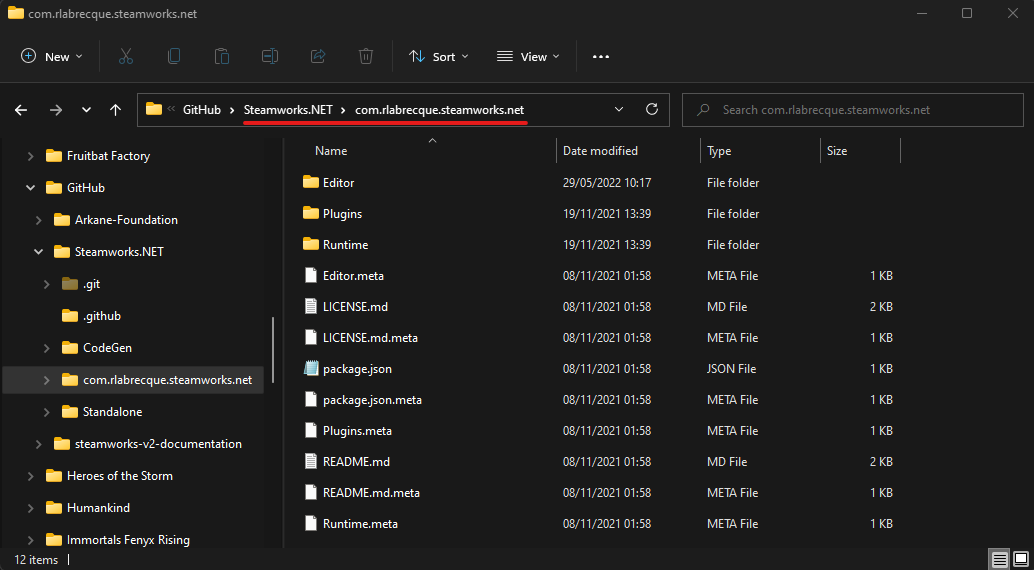 com.rlabrecque.steamworks.net
New
Sort
View
« GitHub > Steamworks.NET > com.rlabrecque.steamworks.net
Search com.rlabrecque.steamworks.net
Fruitbat Factory
GitHub
Arkane-Foundation
Steamworks.NET
.git
.github
CodeGen
com.rlabrecque.steamworks.net
Standalone
steamworks-v2-documentation
Heroes of the Storm
Humankind
Immortals Fenyx Rising
Name Date modified Type Size
Editor 29/05/2022 10:17 File folder
Plugins 19/11/2021 13:39 File folder
Runtime 19/11/2021 13:39 File folder
Editor.meta 08/11/2021 01:58 META File 1 KB
LICENSE.md 08/11/2021 01:58 MD File 2 KB
LICENSE.md.meta 08/11/2021 01:58 META File 1 KB
package.json 08/11/2021 01:58 JSON File 1 KB
package.json.meta 08/11/2021 01:58 META File 1 KB
Plugins.meta 08/11/2021 01:58 META File 1 KB
README.md 08/11/2021 01:58 MD File 2 KB
README.md.meta 08/11/2021 01:58 META File 1 KB
Runtime.meta 08/11/2021 01:58 META File 1 KB
12 items